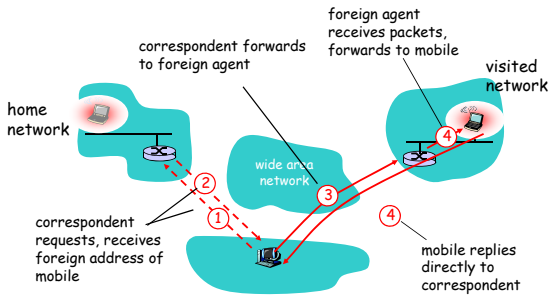 foreign agent
receives packets,
forwards to mobile
correspondent forwards
to foreign agent
visited
network
home
network
wide area
network
4
2
3
1
4
correspondent
requests, receives
foreign address of
mobile
mobile replies
directly to
correspondent